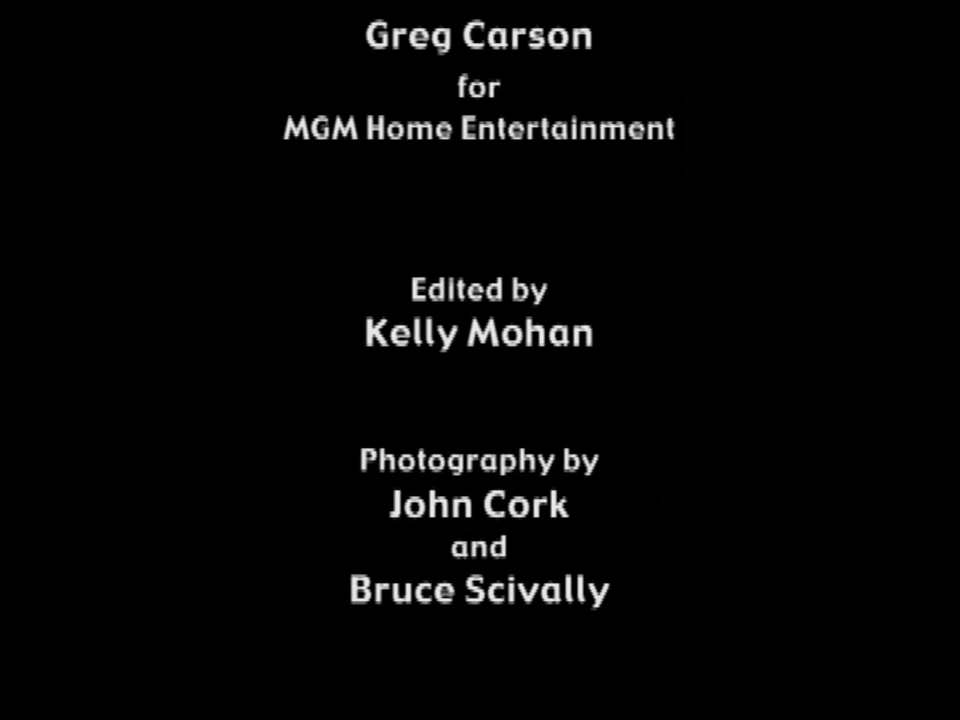 Greg Carson
for
MGM Home Entertainment
Edited by
Kelly Mohan
Photography by
John Cork
and
Bruce Scivally